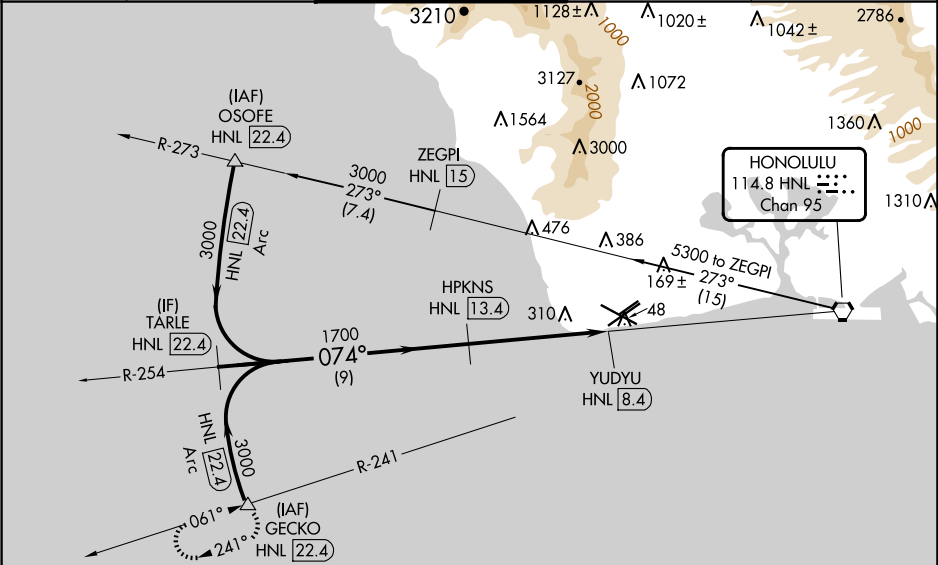 3210
1128±
1000
1020±
1042±
2786
3127
2000
1072
1564
3000
1360
1000
1310
(IAF)
OSOFE
HNL 22.4
R-273
ZEGPI
HNL 15
3000
273°
(7.4)
HONOLULU
114.8 HNL
Chan 95
476
386
5300 to ZEGPI
273°
(15)
169±
3000
HNL 22.4
Arc
HPKNS
HNL 13.4
310
48
(IF)
TARLE
HNL 22.4
1700
074°
(9)
R-254
YUDYU
HNL 8.4
HNL 22.4
Arc
3000
R-241
061°
241°
(IAF)
GECKO
HNL 22.4